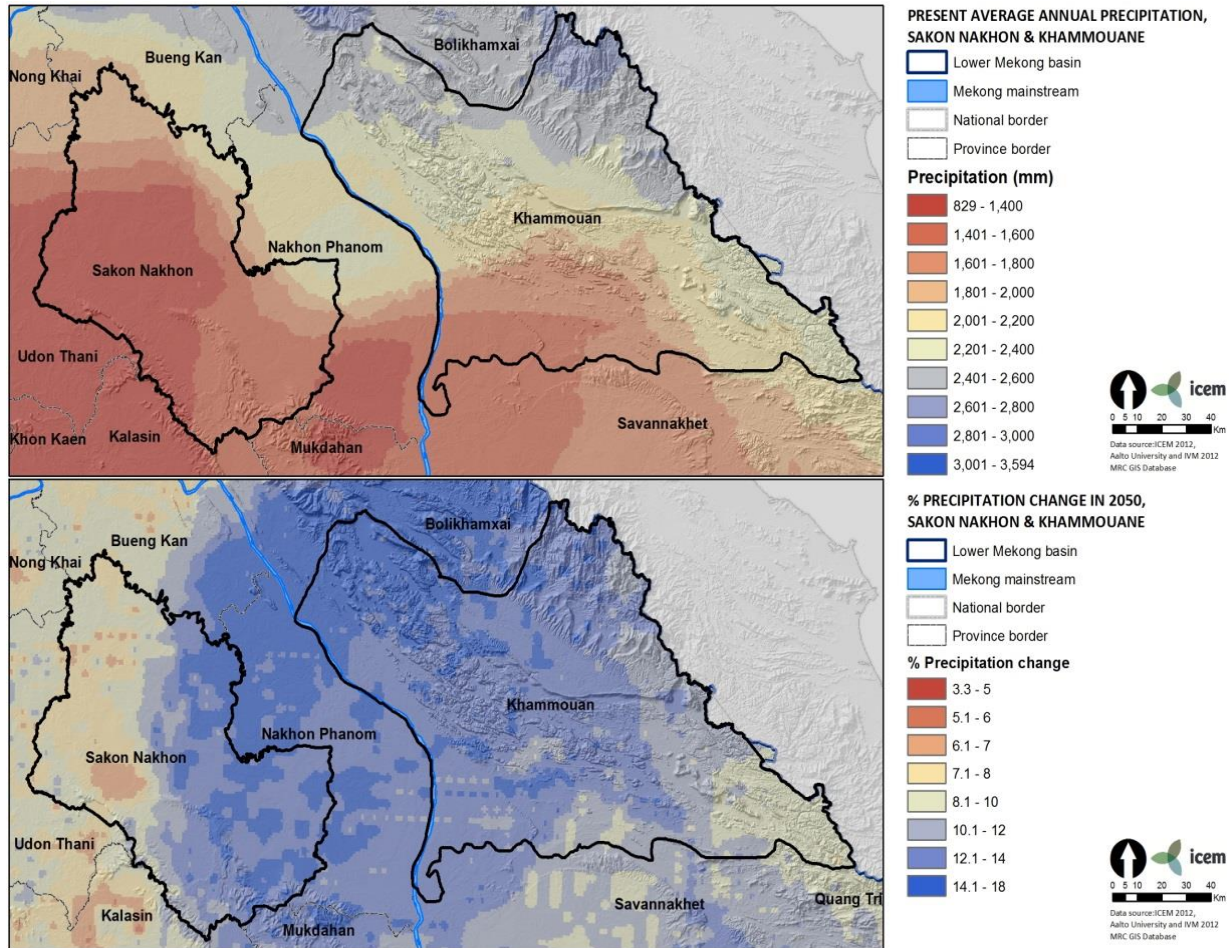 Bolikhamxai
Bueng Kan
Nong Khai
Khammouan
Nakhon Phanom
Sakon Nakhon
Udon Thani
Khon Kaen
Kalasin
Mukdahan
Savannakhet
PRESENT AVERAGE ANNUAL PRECIPITATION,
SAKON NAKHON & KHAMMOUANE
Lower Mekong basin
Mekong mainstream
National border
Province border
Precipitation (mm)
829 - 1,400
1,401 - 1,600
1,601 - 1,800
1,801 - 2,000
2,001 - 2,200
2,201 - 2,400
2,401 - 2,600
2,601 - 2,800
2,801 - 3,000
3,001 - 3,594
icem
0 5 10 20 30 40
Km
Data source:ICEM 2012,
Aalto University and IVM 2012
MRC GIS Database
Bolikhamxai
Bueng Kan
Nong Khai
Khammouan
Nakhon Phanom
Sakon Nakhon
Udon Thani
Kalasin
Mukdahan
Savannakhet
Quang Tri
% PRECIPITATION CHANGE IN 2050,
SAKON NAKHON & KHAMMOUANE
Lower Mekong basin
Mekong mainstream
National border
Province border
% Precipitation change
3.3 - 5
5.1 - 6
6.1 - 7
7.1 - 8
8.1 - 10
10.1 - 12
12.1 - 14
14.1 - 18
icem
0 5 10 20 30 40
Km
Data source:ICEM 2012,
Aalto University and IVM 2012
MRC GIS Database